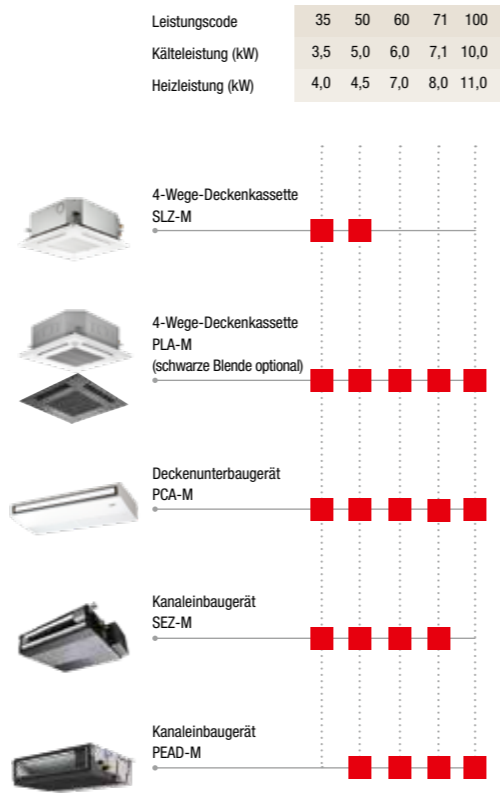 Leistungscode 35 50 60 71 100
Kälteleistung (kW) 3,5 5,0 6,0 7,1 10,0
Heizleistung (kW) 4,0 4,5 7,0 8,0 11,0
4-Wege-Deckenkassette
SLZ-M
4-Wege-Deckenkassette
PLA-M
(schwarze Blende optional)
Deckenunterbaugerät
PCA-M
Kanaleinbaugerät
SEZ-M
Kanaleinbaugerät
PEAD-M